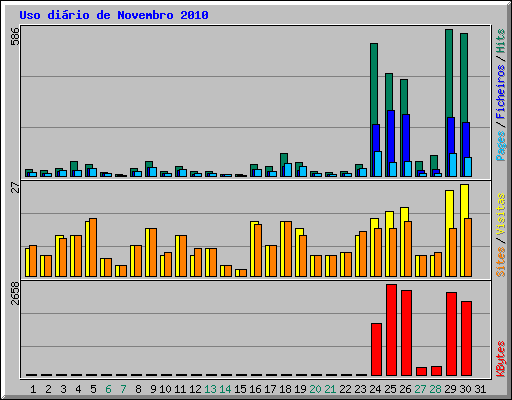 Uso diário de Novembro 2010
586
Pages / Ficheiros / Hits
27
Sites / Visitas
2658
KBytes
1 2 3 4 5 6 7 8 9 10 11 12 13 14 15 16 17 18 19 20 21 22 23 24 25 26 27 28 29 30 31